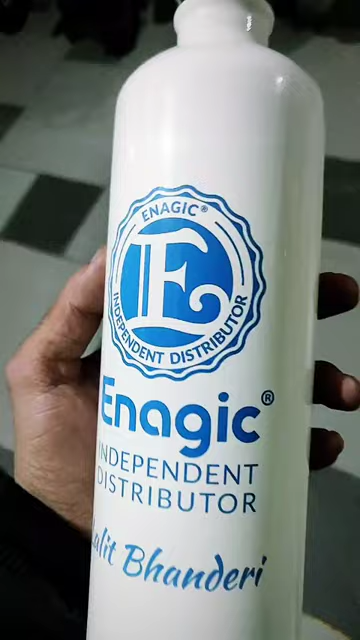 ENAGIC®
E
INDEPENDENT DISTRIBUTOR
Enagic®
INDEPENDENT
DISTRIBUTOR
Bhanderi